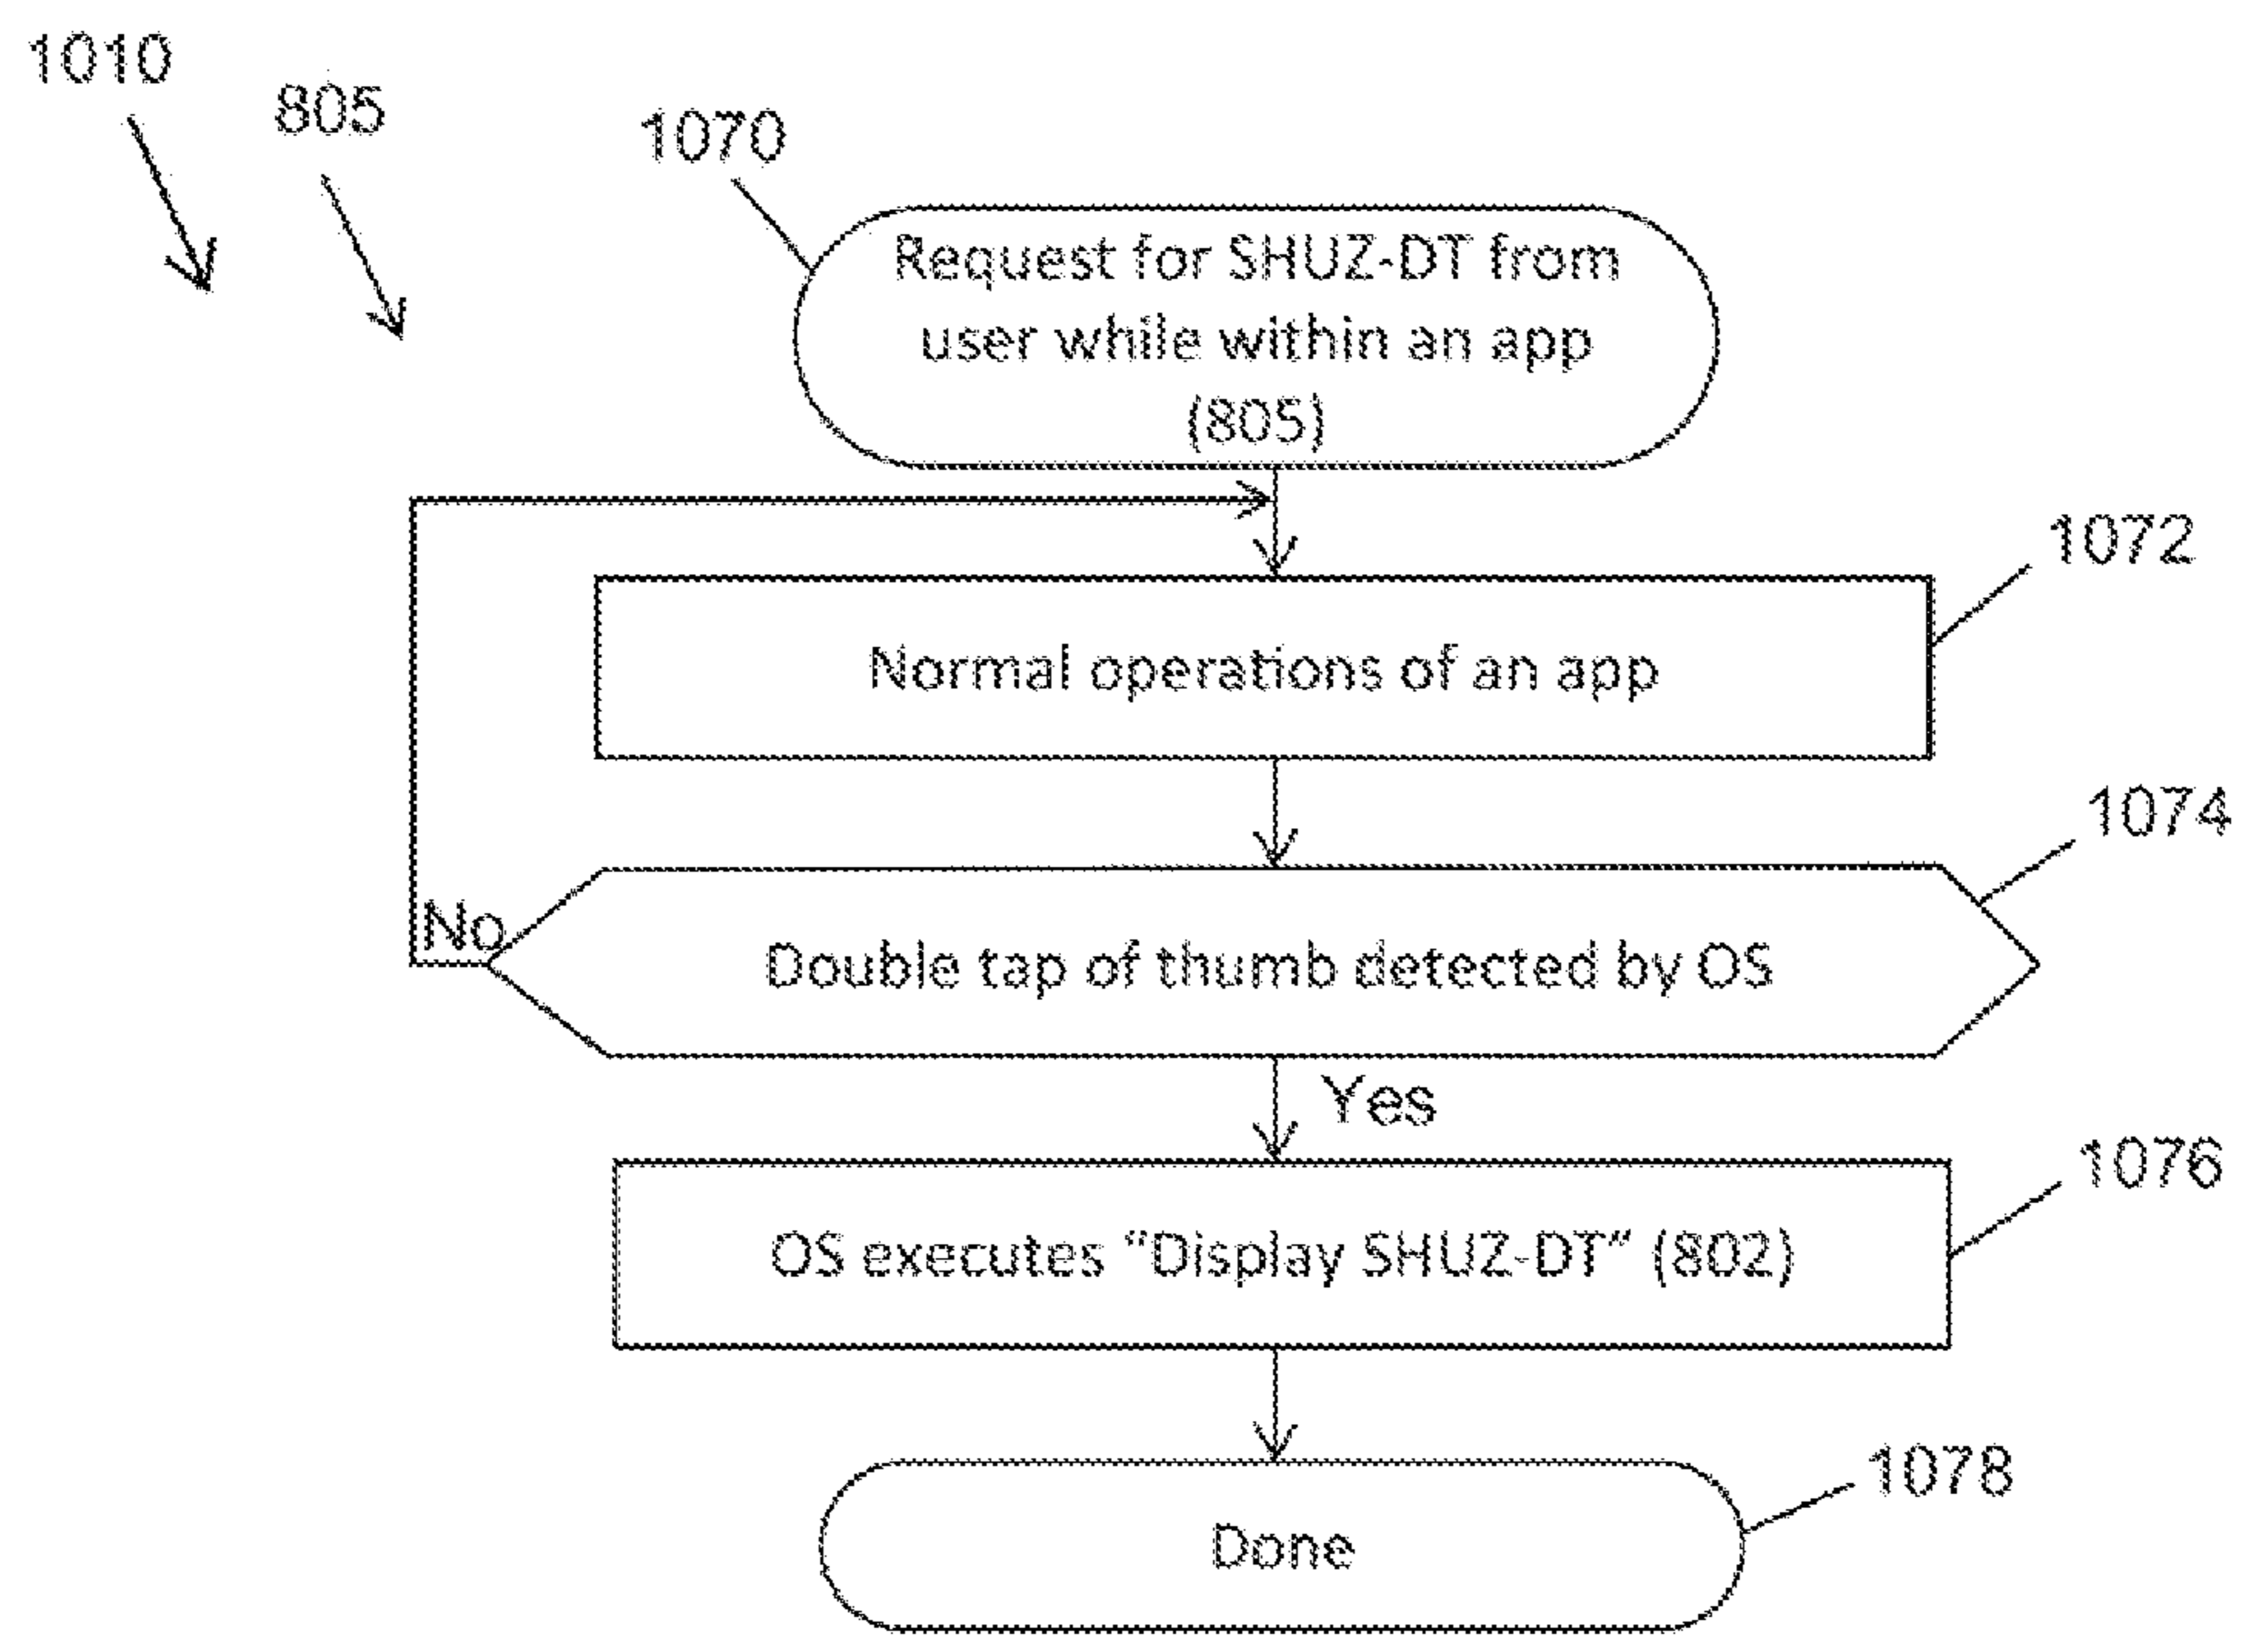 1010
805
1070
Request for SHUZ-DT from
user while within an app
(805)
1072
Normal operations of an app
1074
No
Double tap of thumb detected by OS
Yes
1076
OS executes “Display SHUZ-DT” (802)
1078
Done